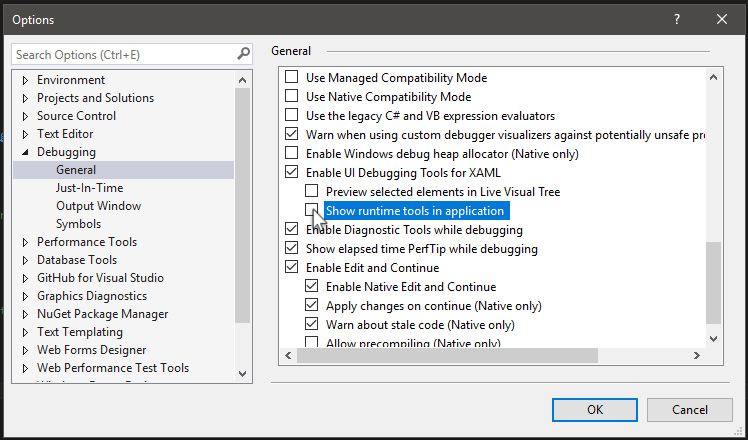 Options
?
Search Options (Ctrl+E)
Environment
Projects and Solutions
Source Control
Text Editor
Debugging
General
Just-In-Time
Output Window
Symbols
Performance Tools
Database Tools
GitHub for Visual Studio
Graphics Diagnostics
NuGet Package Manager
Text Templating
Web Forms Designer
Web Performance Test Tools
General
Use Managed Compatibility Mode
Use Native Compatibility Mode
Use the legacy C# and VB expression evaluators
Warn when using custom debugger visualizers against potentially unsafe pro
Enable Windows debug heap allocator (Native only)
Enable UI Debugging Tools for XAML
Preview selected elements in Live Visual Tree
Show runtime tools in application
Enable Diagnostic Tools while debugging
Show elapsed time PerfTip while debugging
Enable Edit and Continue
Enable Native Edit and Continue
Apply changes on continue (Native only)
Warn about stale code (Native only)
Allow precompiling (Native only)
OK
Cancel